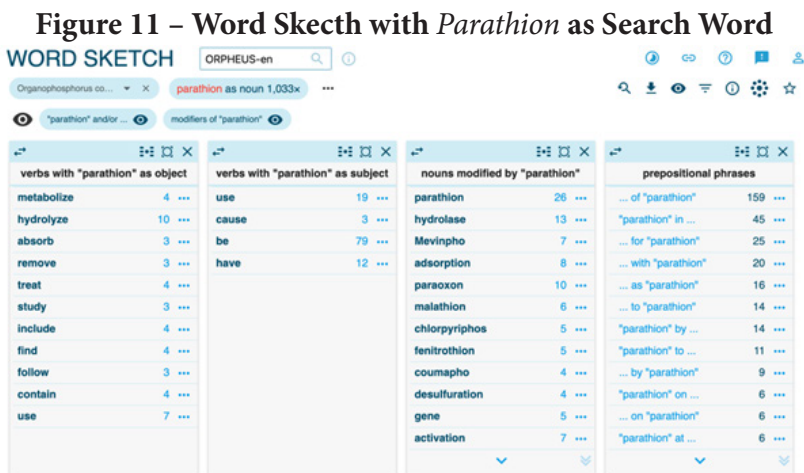 Figure 11 – Word Skecth with Parathion as Search Word
WORD SKETCH
ORPHEUS-en
Organophosphorus co...
parathion as noun 1,033×
"parathion" and/or ...
modifiers of "parathion"
verbs with "parathion" as object
metabolize 4
hydrolyze 10
absorb 3
remove 3
treat 4
study 3
include 4
find 4
follow 3
contain 4
use 7
verbs with "parathion" as subject
use 19
cause 3
be 79
have 12
nouns modified by "parathion"
parathion 26
hydrolase 13
Mevinpho 7
adsorption 8
paraoxon 10
malathion 6
chlorpyriphos 5
fenitrothion 5
coumapho 4
desulfuration 4
gene 5
activation 7
prepositional phrases
... of "parathion" 159
"parathion" in ... 45
... for "parathion" 25
... with "parathion" 20
... as "parathion" 16
... to "parathion" 14
"parathion" by ... 14
"parathion" to ... 11
... by "parathion" 9
"parathion" on ... 6
... on "parathion" 6
"parathion" at ... 6